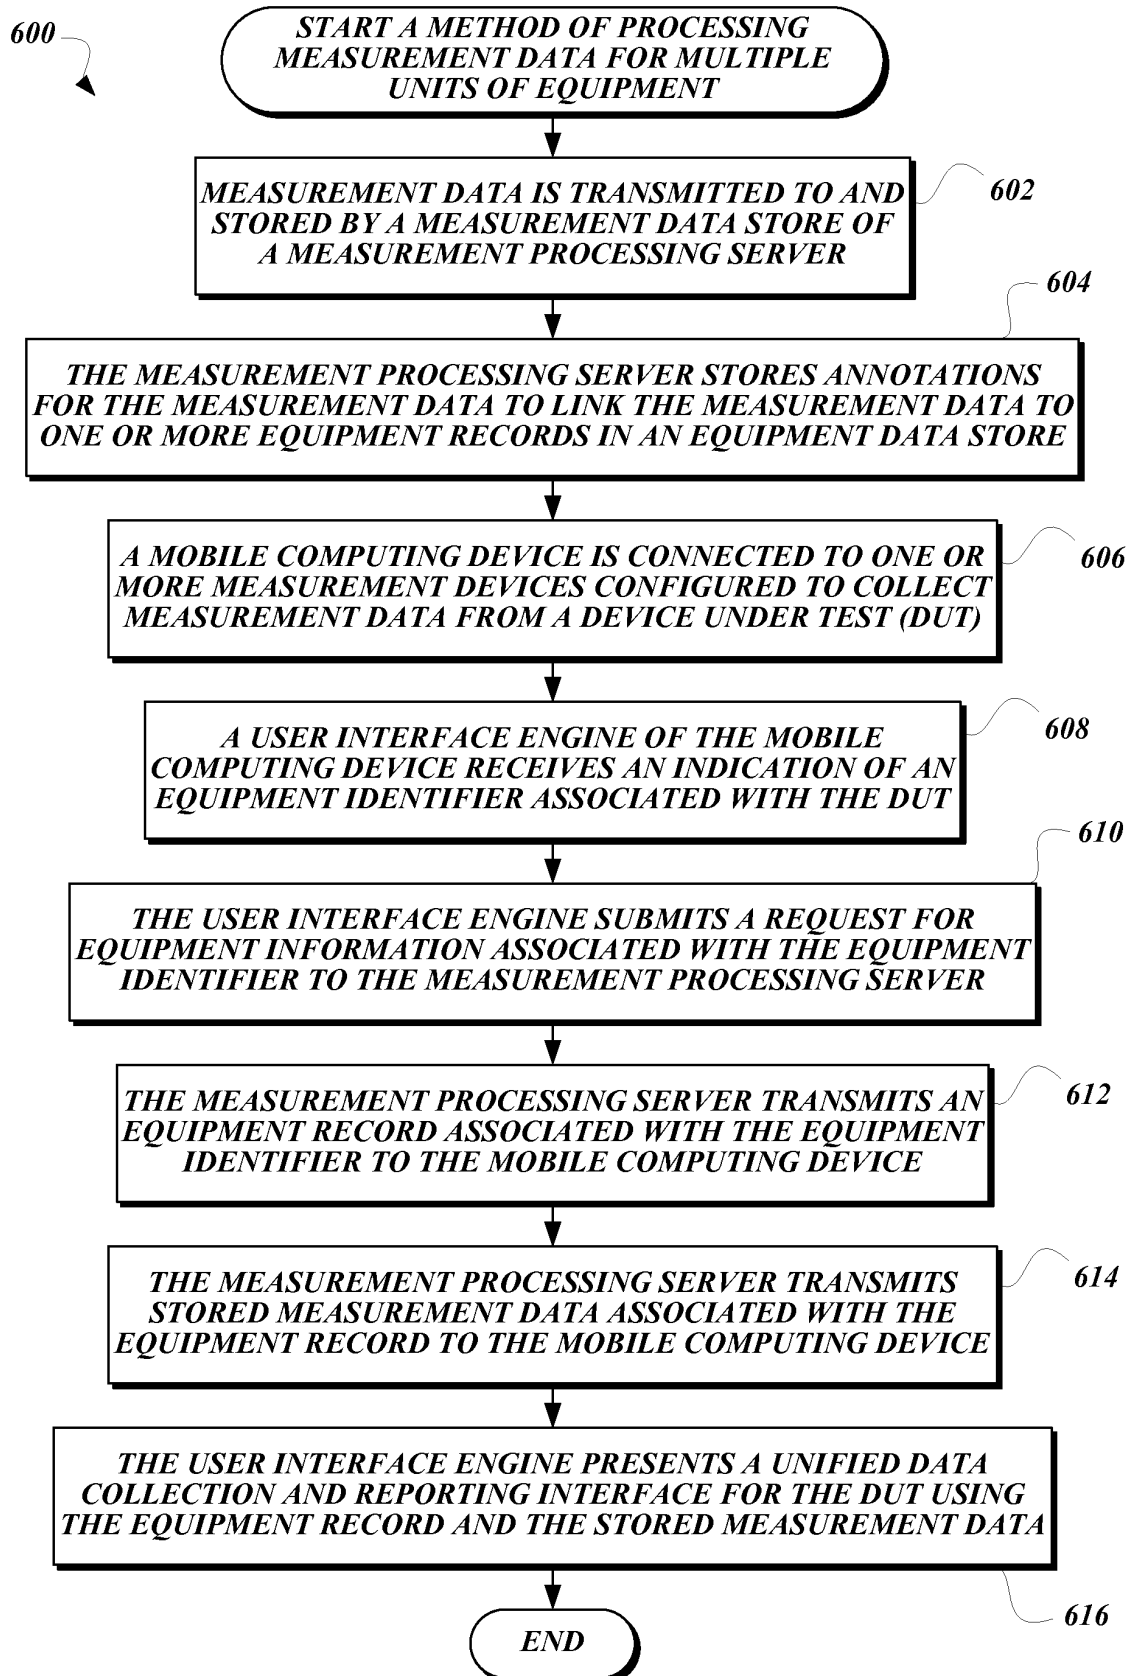 600
START A METHOD OF PROCESSING
MEASUREMENT DATA FOR MULTIPLE
UNITS OF EQUIPMENT
MEASUREMENT DATA IS TRANSMITTED TO AND
STORED BY A MEASUREMENT DATA STORE OF
A MEASUREMENT PROCESSING SERVER
602
604
THE MEASUREMENT PROCESSING SERVER STORES ANNOTATIONS
FOR THE MEASUREMENT DATA TO LINK THE MEASUREMENT DATA TO
ONE OR MORE EQUIPMENT RECORDS IN AN EQUIPMENT DATA STORE
A MOBILE COMPUTING DEVICE IS CONNECTED TO ONE OR
MORE MEASUREMENT DEVICES CONFIGURED TO COLLECT
MEASUREMENT DATA FROM A DEVICE UNDER TEST (DUT)
606
A USER INTERFACE ENGINE OF THE MOBILE
COMPUTING DEVICE RECEIVES AN INDICATION OF AN
EQUIPMENT IDENTIFIER ASSOCIATED WITH THE DUT
608
610
THE USER INTERFACE ENGINE SUBMITS A REQUEST FOR
EQUIPMENT INFORMATION ASSOCIATED WITH THE EQUIPMENT
IDENTIFIER TO THE MEASUREMENT PROCESSING SERVER
THE MEASUREMENT PROCESSING SERVER TRANSMITS AN
EQUIPMENT RECORD ASSOCIATED WITH THE EQUIPMENT
IDENTIFIER TO THE MOBILE COMPUTING DEVICE
612
THE MEASUREMENT PROCESSING SERVER TRANSMITS
STORED MEASUREMENT DATA ASSOCIATED WITH THE
EQUIPMENT RECORD TO THE MOBILE COMPUTING DEVICE
614
THE USER INTERFACE ENGINE PRESENTS A UNIFIED DATA
COLLECTION AND REPORTING INTERFACE FOR THE DUT USING
THE EQUIPMENT RECORD AND THE STORED MEASUREMENT DATA
616
END